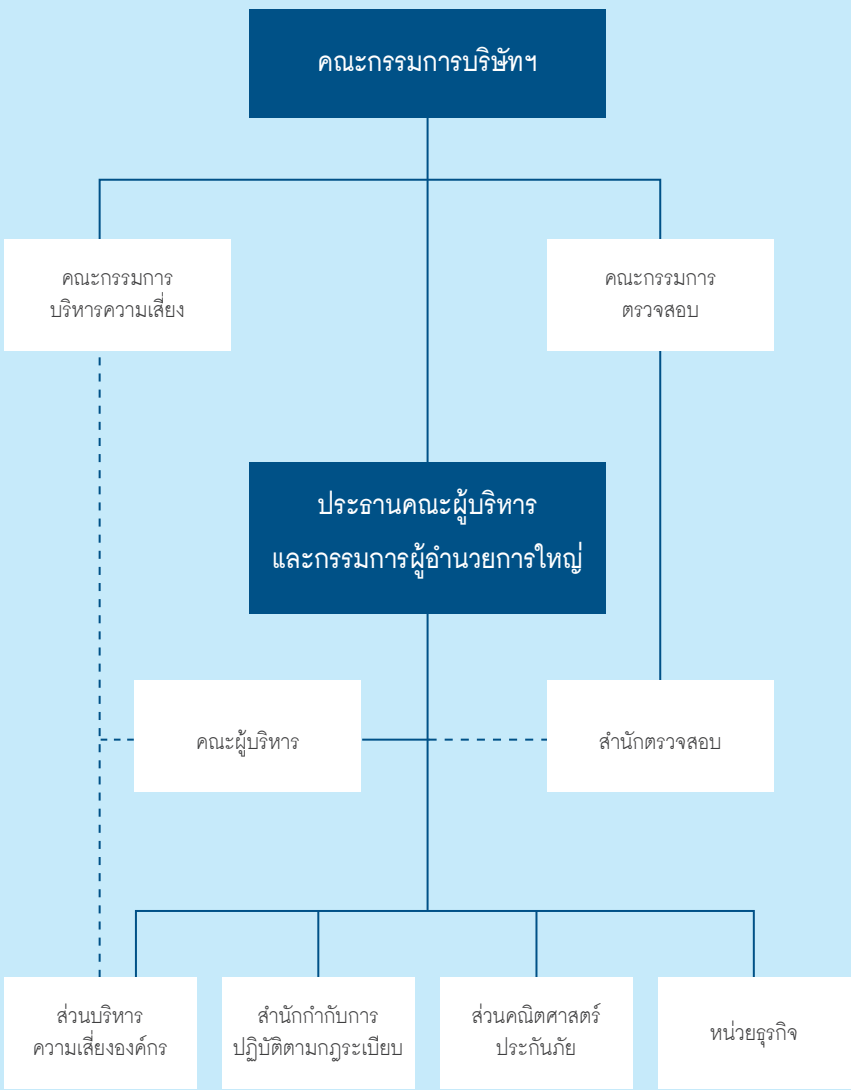 คณะกรรมการบริษัทฯ
คณะกรรมการ
บริหารความเสี่ยง
คณะกรรมการ
ตรวจสอบ
ประธานคณะผู้บริหาร
และกรรมการผู้อำนวยการใหญ่
คณะผู้บริหาร
สำนักตรวจสอบ
ส่วนบริหาร
ความเสี่ยงองค์กร
สำนักกำกับการ
ปฏิบัติตามกฎระเบียบ
ส่วนคณิตศาสตร์
ประกันภัย
หน่วยธุรกิจ